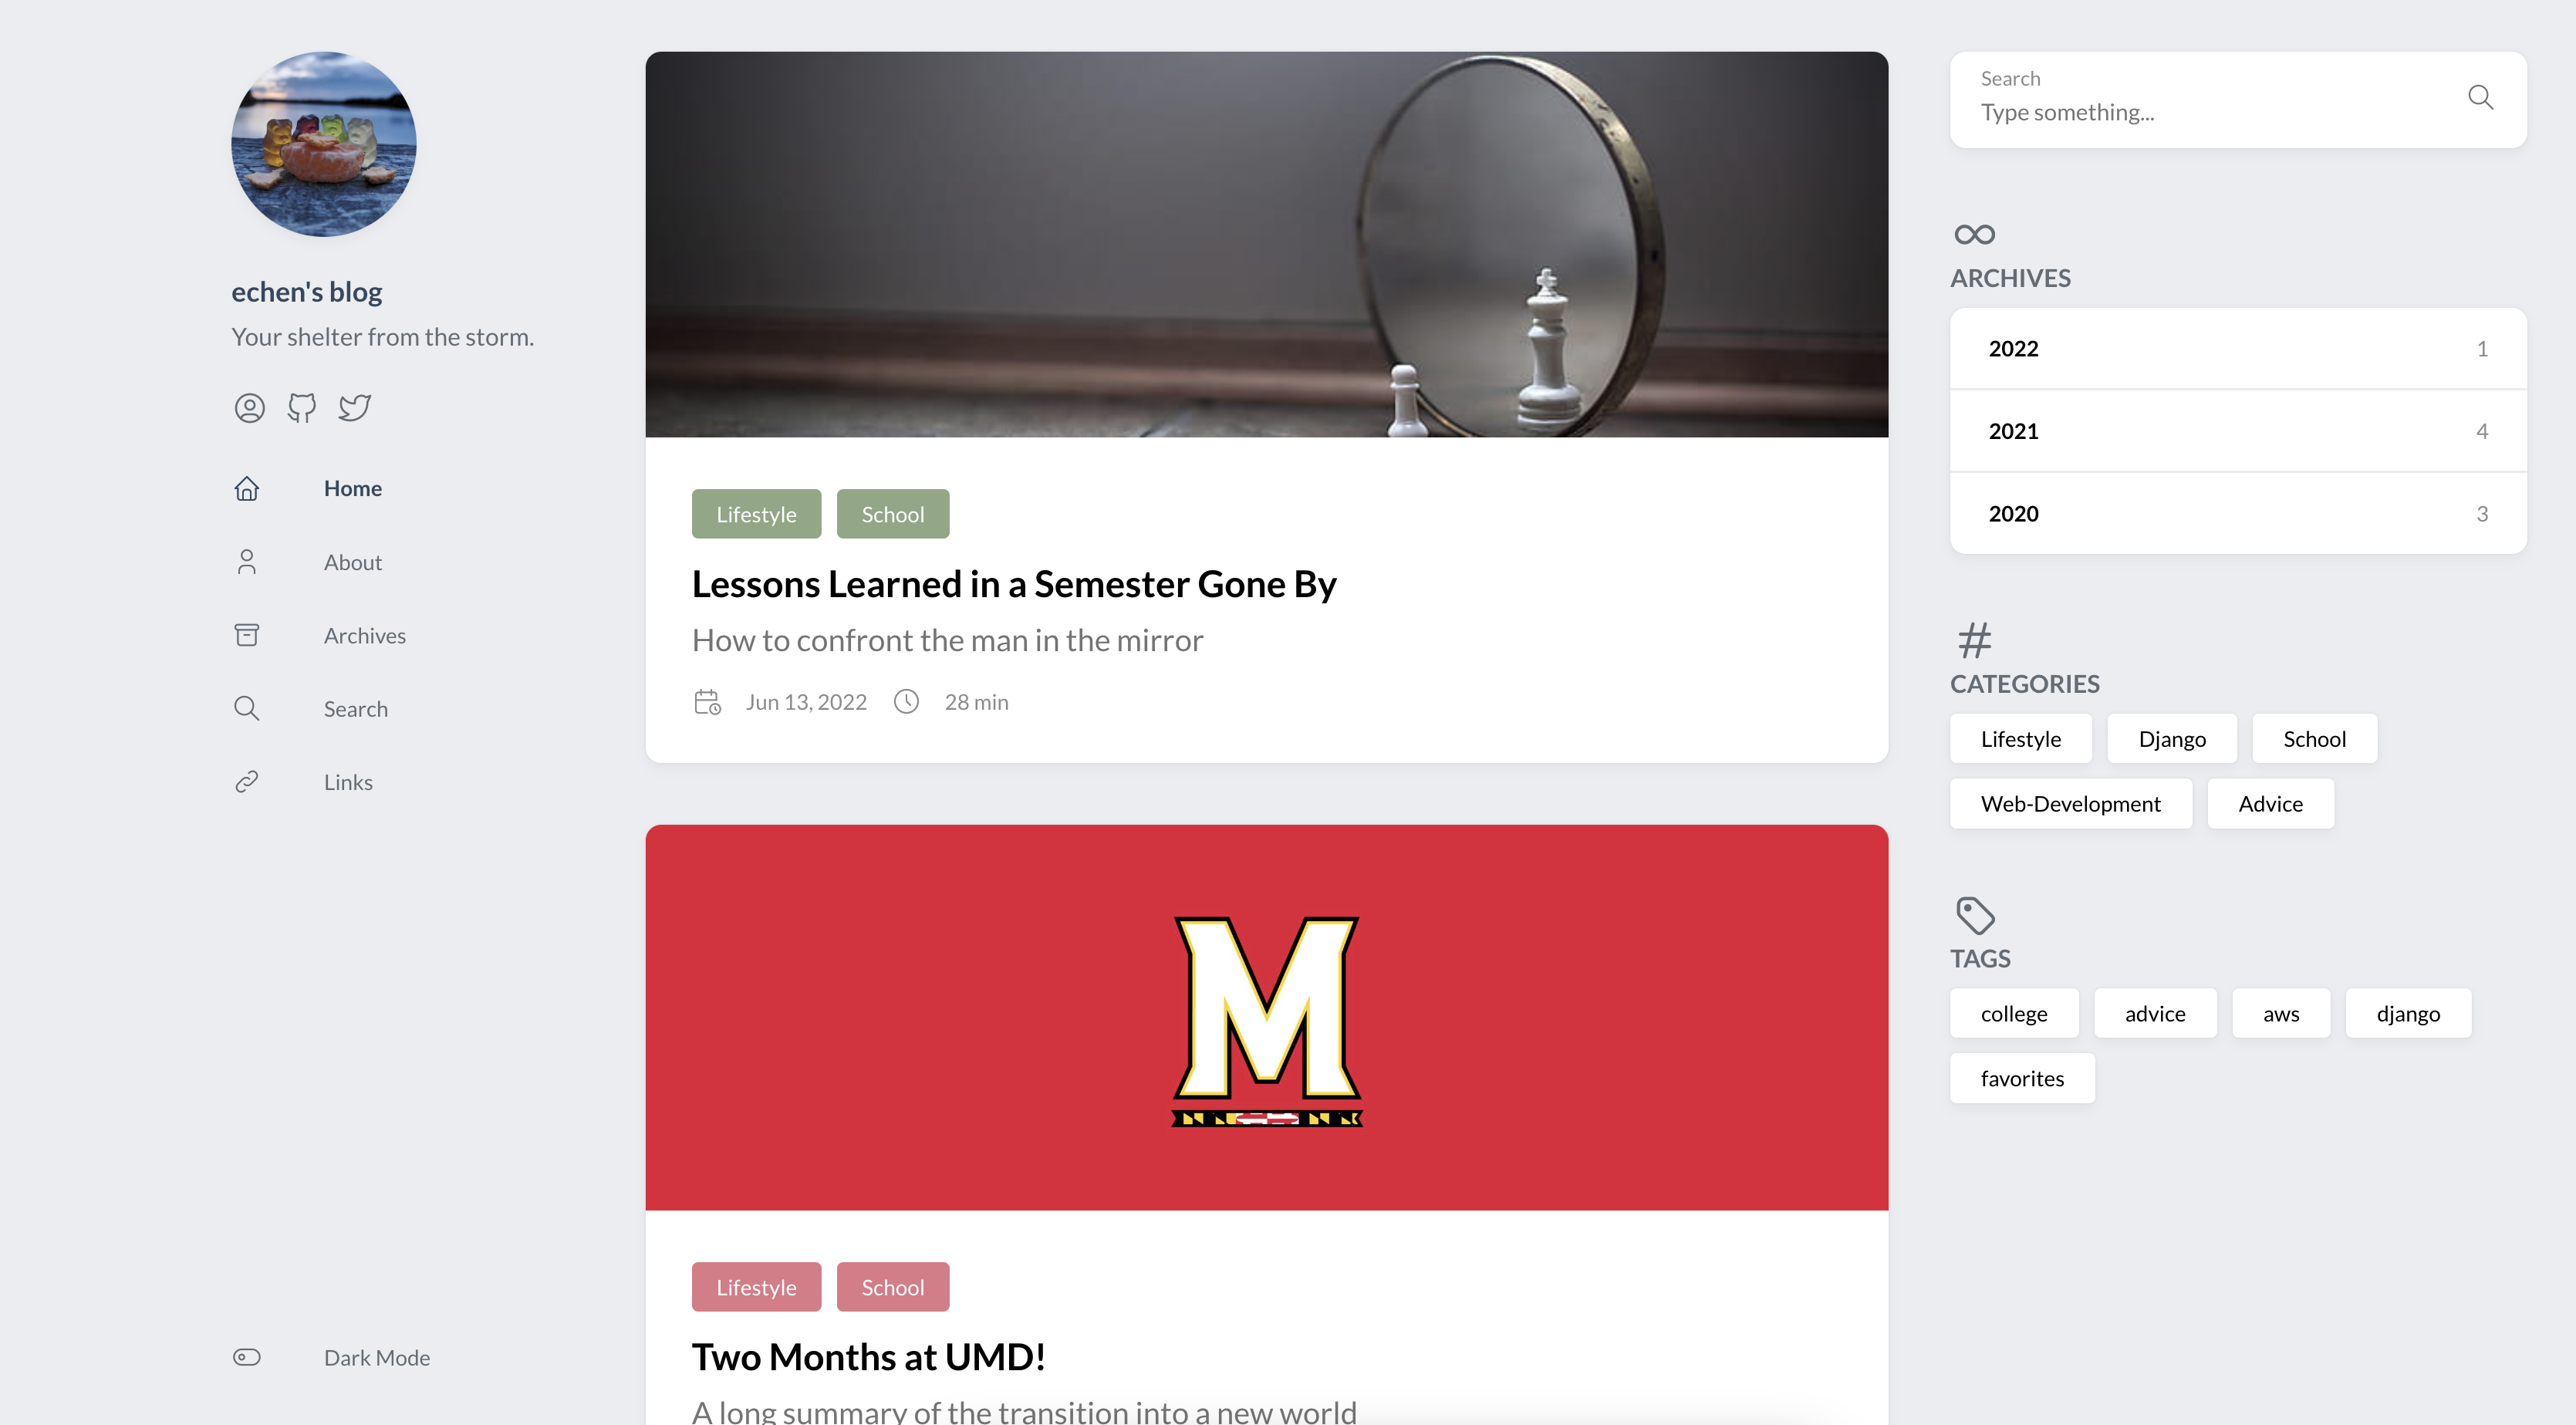 echen's blog
Your shelter from the storm.
Home
About
Archives
Search
Links
Dark Mode
Lifestyle School
Lessons Learned in a Semester Gone By
How to confront the man in the mirror
Jun 13, 2022 28 min
M
Lifestyle School
Two Months at UMD!
A long summary of the transition into a new world
Search
Type something...
ARCHIVES
2022 1
2021 4
2020 3
CATEGORIES
Lifestyle Django School
Web-Development Advice
TAGS
college advice aws django
favorites